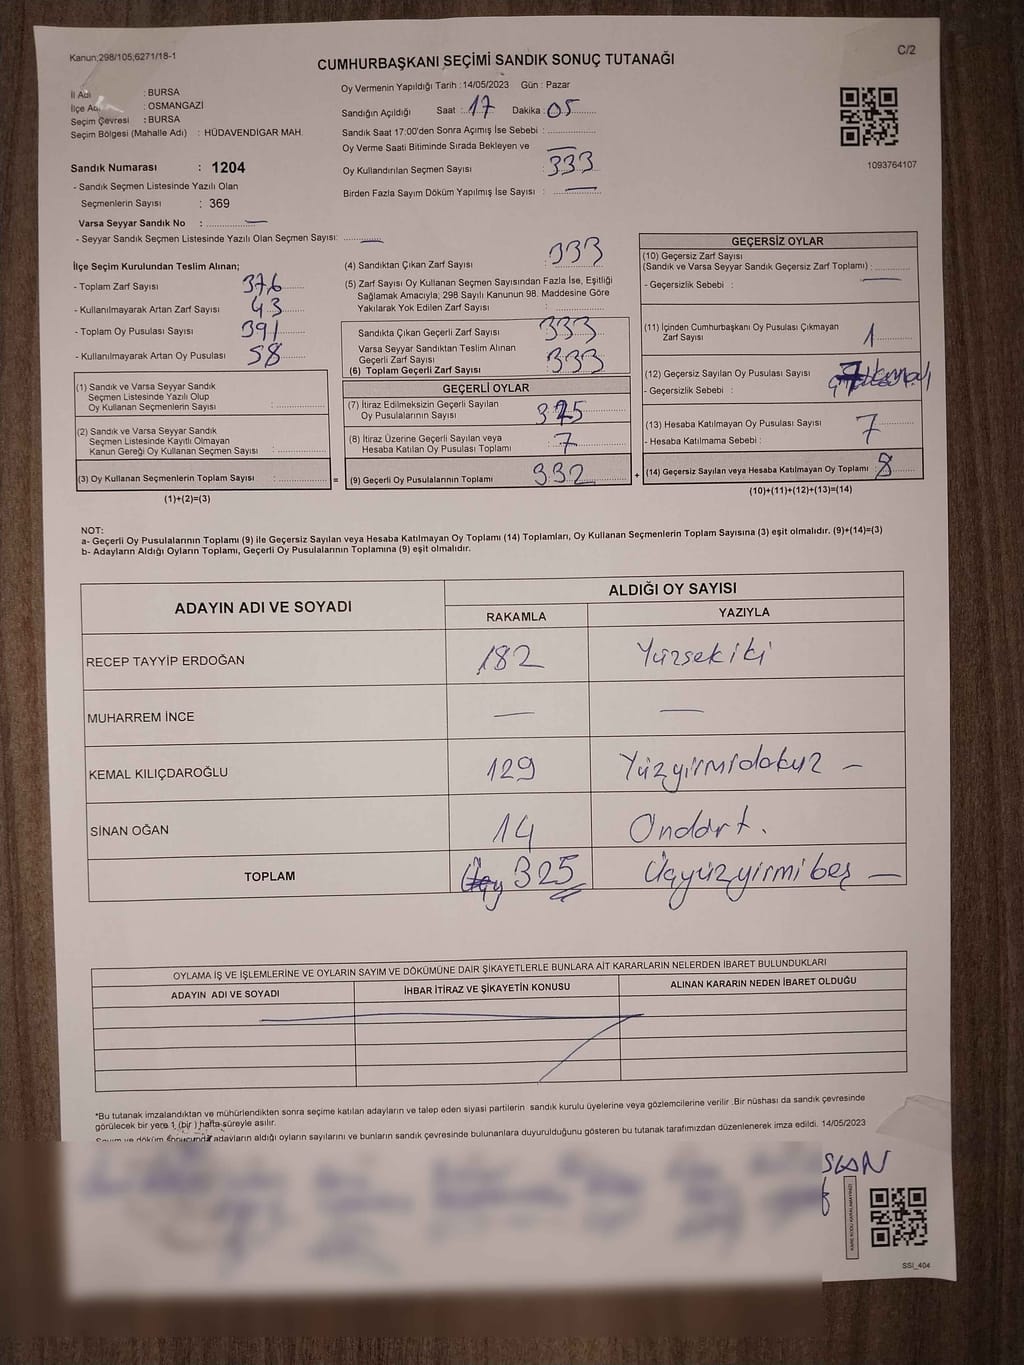 Kanun;298/105;6271/18-1
C/2
CUMHURBAŞKANI SEÇİMİ SANDIK SONUÇ TUTANAĞI
İl Adı : BURSA
İlçe Adı : OSMANGAZİ
Seçim Çevresi : BURSA
Seçim Bölgesi (Mahalle Adı) : HÜDAVENDİGAR MAH.
Oy Vermenin Yapıldığı Tarih : 14/05/2023 Gün : Pazar
Sandığın Açıldığı Saat : 17 Dakika : 05
Sandık Saat 17:00'den Sonra Açımış İse Sebebi :
Oy Verme Saati Bitiminde Sırada Bekleyen ve —
Oy Kullandırılan Seçmen Sayısı 333
Birden Fazla Sayım Döküm Yapılmış İse Sayısı : —
1093764107
Sandık Numarası : 1204
- Sandık Seçmen Listesinde Yazılı Olan
Seçmenlerin Sayısı : 369
Varsa Seyyar Sandık No : —
- Seyyar Sandık Seçmen Listesinde Yazılı Olan Seçmen Sayısı: —
İlçe Seçim Kurulundan Teslim Alınan;
- Toplam Zarf Sayısı 376
- Kullanılmayarak Artan Zarf Sayısı 43
- Toplam Oy Pusulası Sayısı 391
- Kullanılmayarak Artan Oy Pusulası 58
(1) Sandık ve Varsa Seyyar Sandık
Seçmen Listesinde Yazılı Olup
Oy Kullanan Seçmenlerin Sayısı :
(2) Sandık ve Varsa Seyyar Sandık
Seçmen Listesinde Kayıtlı Olmayan
Kanun Gereği Oy Kullanan Seçmen Sayısı :
(3) Oy Kullanan Seçmenlerin Toplam Sayısı : =
(1)+(2)=(3)
(4) Sandıktan Çıkan Zarf Sayısı : 333
(5) Zarf Sayısı Oy Kullanan Seçmen Sayısından Fazla İse, Eşitliği
Sağlamak Amacıyla; 298 Sayılı Kanunun 98. Maddesine Göre
Yakılarak Yok Edilen Zarf Sayısı :
Sandıkta Çıkan Geçerli Zarf Sayısı 333
Varsa Seyyar Sandıktan Teslim Alınan
Geçerli Zarf Sayısı
(6) Toplam Geçerli Zarf Sayısı : 333
GEÇERLİ OYLAR
(7) İtiraz Edilmeksizin Geçerli Sayılan
Oy Pusulalarının Sayısı : 325
(8) İtiraz Üzerine Geçerli Sayılan veya
Hesaba Katılan Oy Pusulası Toplamı : 7
(9) Geçerli Oy Pusulalarının Toplamı : 332 +
GEÇERSİZ OYLAR
(10) Geçersiz Zarf Sayısı
(Sandık ve Varsa Seyyar Sandık Geçersiz Zarf Toplamı) :
- Geçersizlik Sebebi : —
(11) İçinden Cumhurbaşkanı Oy Pusulası Çıkmayan
Zarf Sayısı 1
(12) Geçersiz Sayılan Oy Pusulası Sayısı
- Geçersizlik Sebebi :
(13) Hesaba Katılmayan Oy Pusulası Sayısı 7
- Hesaba Katılmama Sebebi :
(14) Geçersiz Sayılan veya Hesaba Katılmayan Oy Toplamı : 8
(10)+(11)+(12)+(13)=(14)
NOT:
a- Geçerli Oy Pusulalarının Toplamı (9) ile Geçersiz Sayılan veya Hesaba Katılmayan Oy Toplamı (14) Toplamları, Oy Kullanan Seçmenlerin Toplam Sayısına (3) eşit olmalıdır. (9)+(14)=(3)
b- Adayların Aldığı Oyların Toplamı, Geçerli Oy Pusulalarının Toplamına (9) eşit olmalıdır.
ADAYIN ADI VE SOYADI ALDIĞI OY SAYISI
RAKAMLA YAZIYLA
RECEP TAYYİP ERDOĞAN 182 Yüzsekiki
MUHARREM İNCE — —
KEMAL KILIÇDAROĞLU 129 Yüzyirmidokuz —
SİNAN OĞAN 14 Ondört.
TOPLAM 325 Üçyüzyirmi beş —
OYLAMA İŞ VE İŞLEMLERİNE VE OYLARIN SAYIM VE DÖKÜMÜNE DAİR ŞİKAYETLERLE BUNLARA AİT KARARLARIN NELERDEN İBARET BULUNDUKLARI
ADAYIN ADI VE SOYADI İHBAR İTİRAZ VE ŞİKAYETİN KONUSU ALINAN KARARIN NEDEN İBARET OLDUĞU
*Bu tutanak imzalandıktan ve mühürlendikten sonra seçime katılan adayların ve talep eden siyasi partilerin sandık kurulu üyelerine veya gözlemcilerine verilir .Bir nüshası da sandık çevresinde
görülecek bir yere 1 (bir ) hafta süreyle asılır.
Sayım ve döküm sonucunda adayların aldığı oyların sayılarını ve bunların sandık çevresinde bulunanlara duyurulduğunu gösteren bu tutanak tarafımızdan düzenlenerek imza edildi. 14/05/2023
SSİ_404